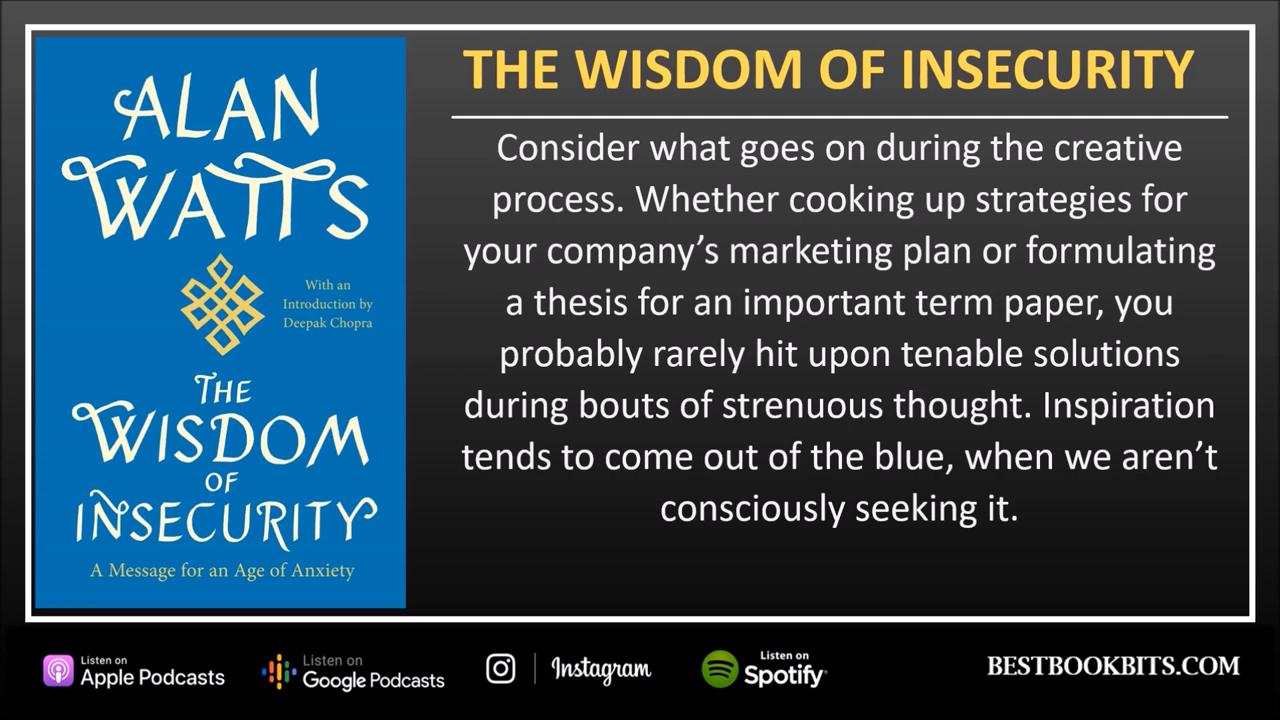 ALAN
WATTS
With an
Introduction by
Deepak Chopra
THE
WISDOM
OF
INSECURITY
A Message for an Age of Anxiety
THE WISDOM OF INSECURITY
Consider what goes on during the creative
process. Whether cooking up strategies for
your company’s marketing plan or formulating
a thesis for an important term paper, you
probably rarely hit upon tenable solutions
during bouts of strenuous thought. Inspiration
tends to come out of the blue, when we aren’t
consciously seeking it.
Listen on
Apple Podcasts
Listen on
Google Podcasts
Instagram
Listen on
Spotify
BESTBOOKBITS.COM